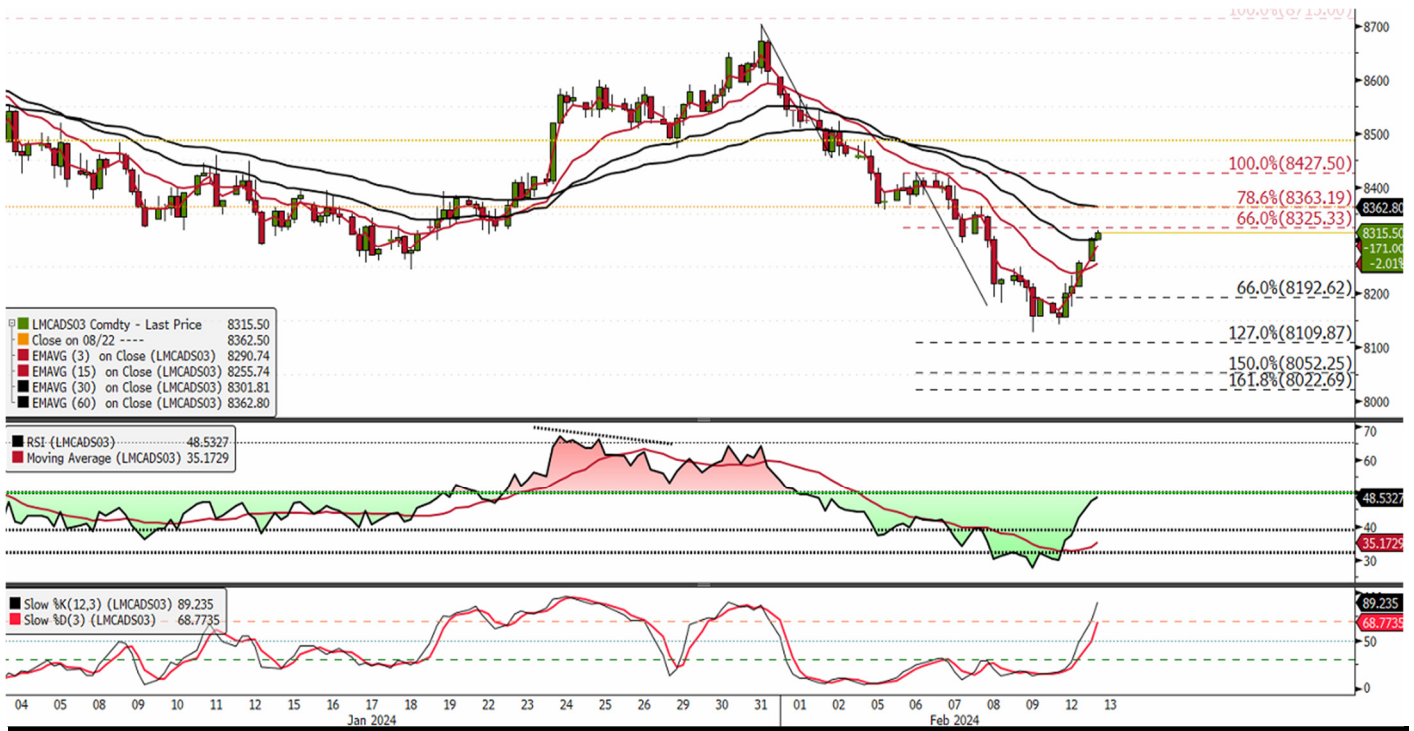 100.0%(8715.00)
8700
8600
8500
100.0%(8427.50)
8400
78.6%(8363.19)
8362.80
66.0%(8325.33)
8315.50
-171.00
-2.01%
66.0%(8192.62)
8200
127.0%(8109.87)
8100
150.0%(8052.25)
161.8%(8022.69)
8000
LMCADS03 Comdty - Last Price 8315.50
Close on 08/22 ---- 8362.50
EMAVG (3) on Close (LMCADS03) 8290.74
EMAVG (15) on Close (LMCADS03) 8255.74
EMAVG (30) on Close (LMCADS03) 8301.81
EMAVG (60) on Close (LMCADS03) 8362.80
RSI (LMCADS03) 48.5327
Moving Average (LMCADS03) 35.1729
70
60
48.5327
40
35.1729
30
Slow %K(12,3) (LMCADS03) 89.235
Slow %D(3) (LMCADS03) 68.7735
89.235
68.7735
50
0
04 05 08 09 10 11 12 15 16 17 18 19 22 23 24 25 26 29 30 31 01 02 05 06 07 08 09 12 13
Jan 2024 Feb 2024